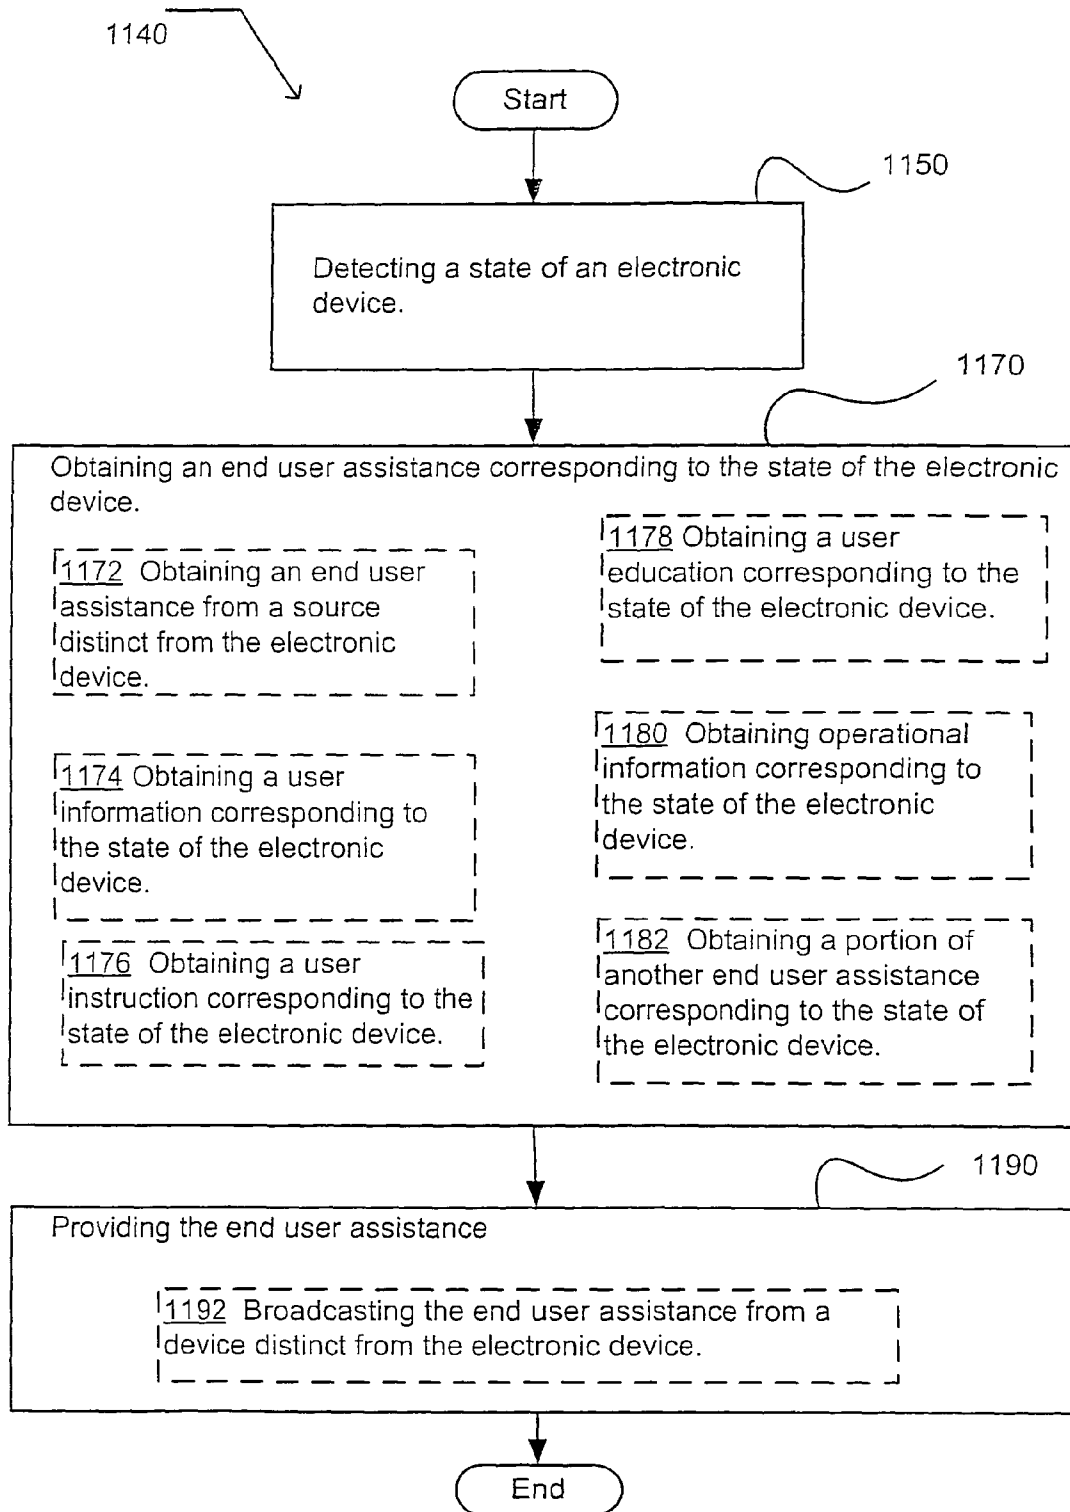 1140
Start
1150
Detecting a state of an electronic
device.
1170
Obtaining an end user assistance corresponding to the state of the electronic
device.
1172 Obtaining an end user
assistance from a source
distinct from the electronic
device.
1174 Obtaining a user
information corresponding to
the state of the electronic
device.
1176 Obtaining a user
instruction corresponding to the
state of the electronic device.
1178 Obtaining a user
education corresponding to the
state of the electronic device.
1180 Obtaining operational
information corresponding to
the state of the electronic
device.
1182 Obtaining a portion of
another end user assistance
corresponding to the state of
the electronic device.
1190
Providing the end user assistance
1192 Broadcasting the end user assistance from a
device distinct from the electronic device.
End